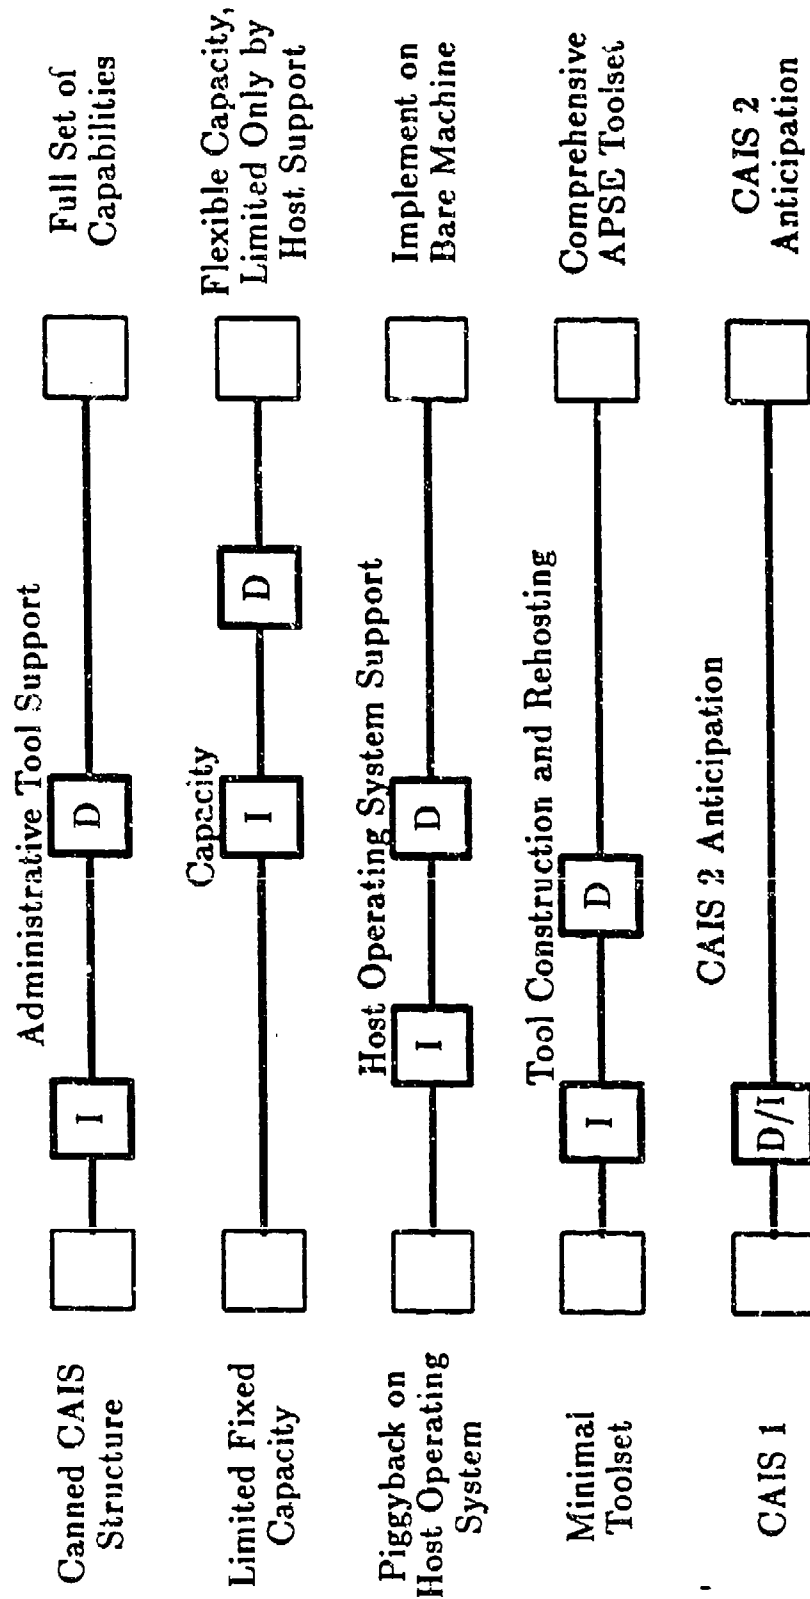 Administrative Tool Support
Canned CAIS
Structure
I
D
Full Set of
Capabilities
Capacity
Limited Fixed
Capacity
I
D
Flexible Capacity,
Limited Only by
Host Support
Host Operating System Support
Piggyback on
Host Operating
System
I
D
Implement on
Bare Machine
Tool Construction and Rehosting
Minimal
Toolset
I
D
Comprehensive
APSE Toolset
CAIS 2 Anticipation
CAIS 1
D/I
CAIS 2
Anticipation